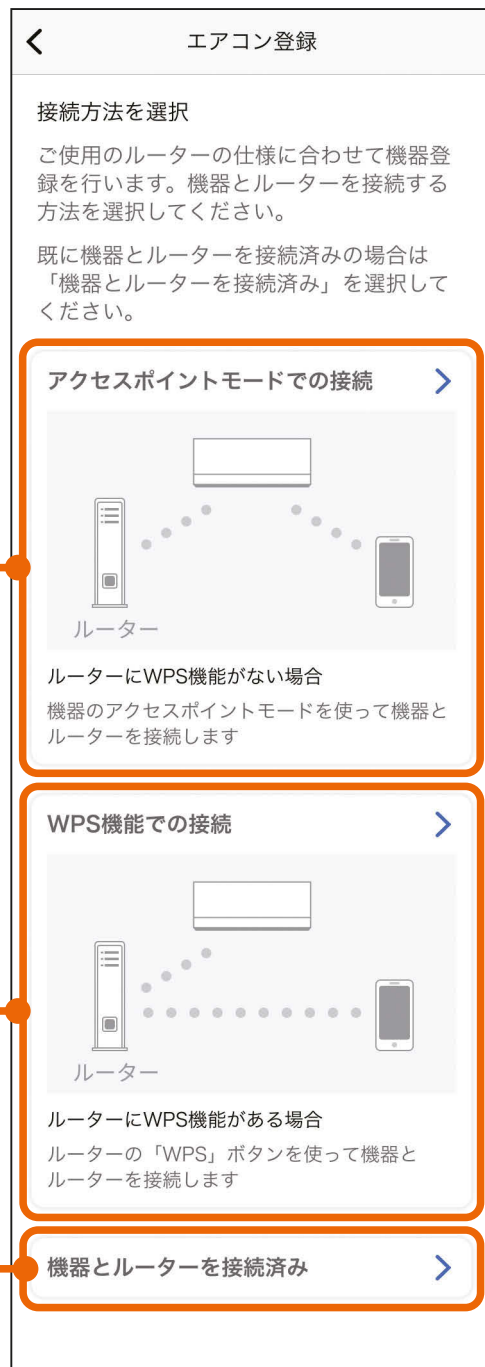 エアコン登録
接続方法を選択
ご使用のルーターの仕様に合わせて機器登
録を行います。機器とルーターを接続する
方法を選択してください。
既に機器とルーターを接続済みの場合は
「機器とルーターを接続済み」を選択して
ください。
アクセスポイントモードでの接続
ルーター
ルーターにWPS機能がない場合
機器のアクセスポイントモードを使って機器と
ルーターを接続します
WPS機能での接続
ルーター
ルーターにWPS機能がある場合
ルーターの「WPS」ボタンを使って機器と
ルーターを接続します
機器とルーターを接続済み